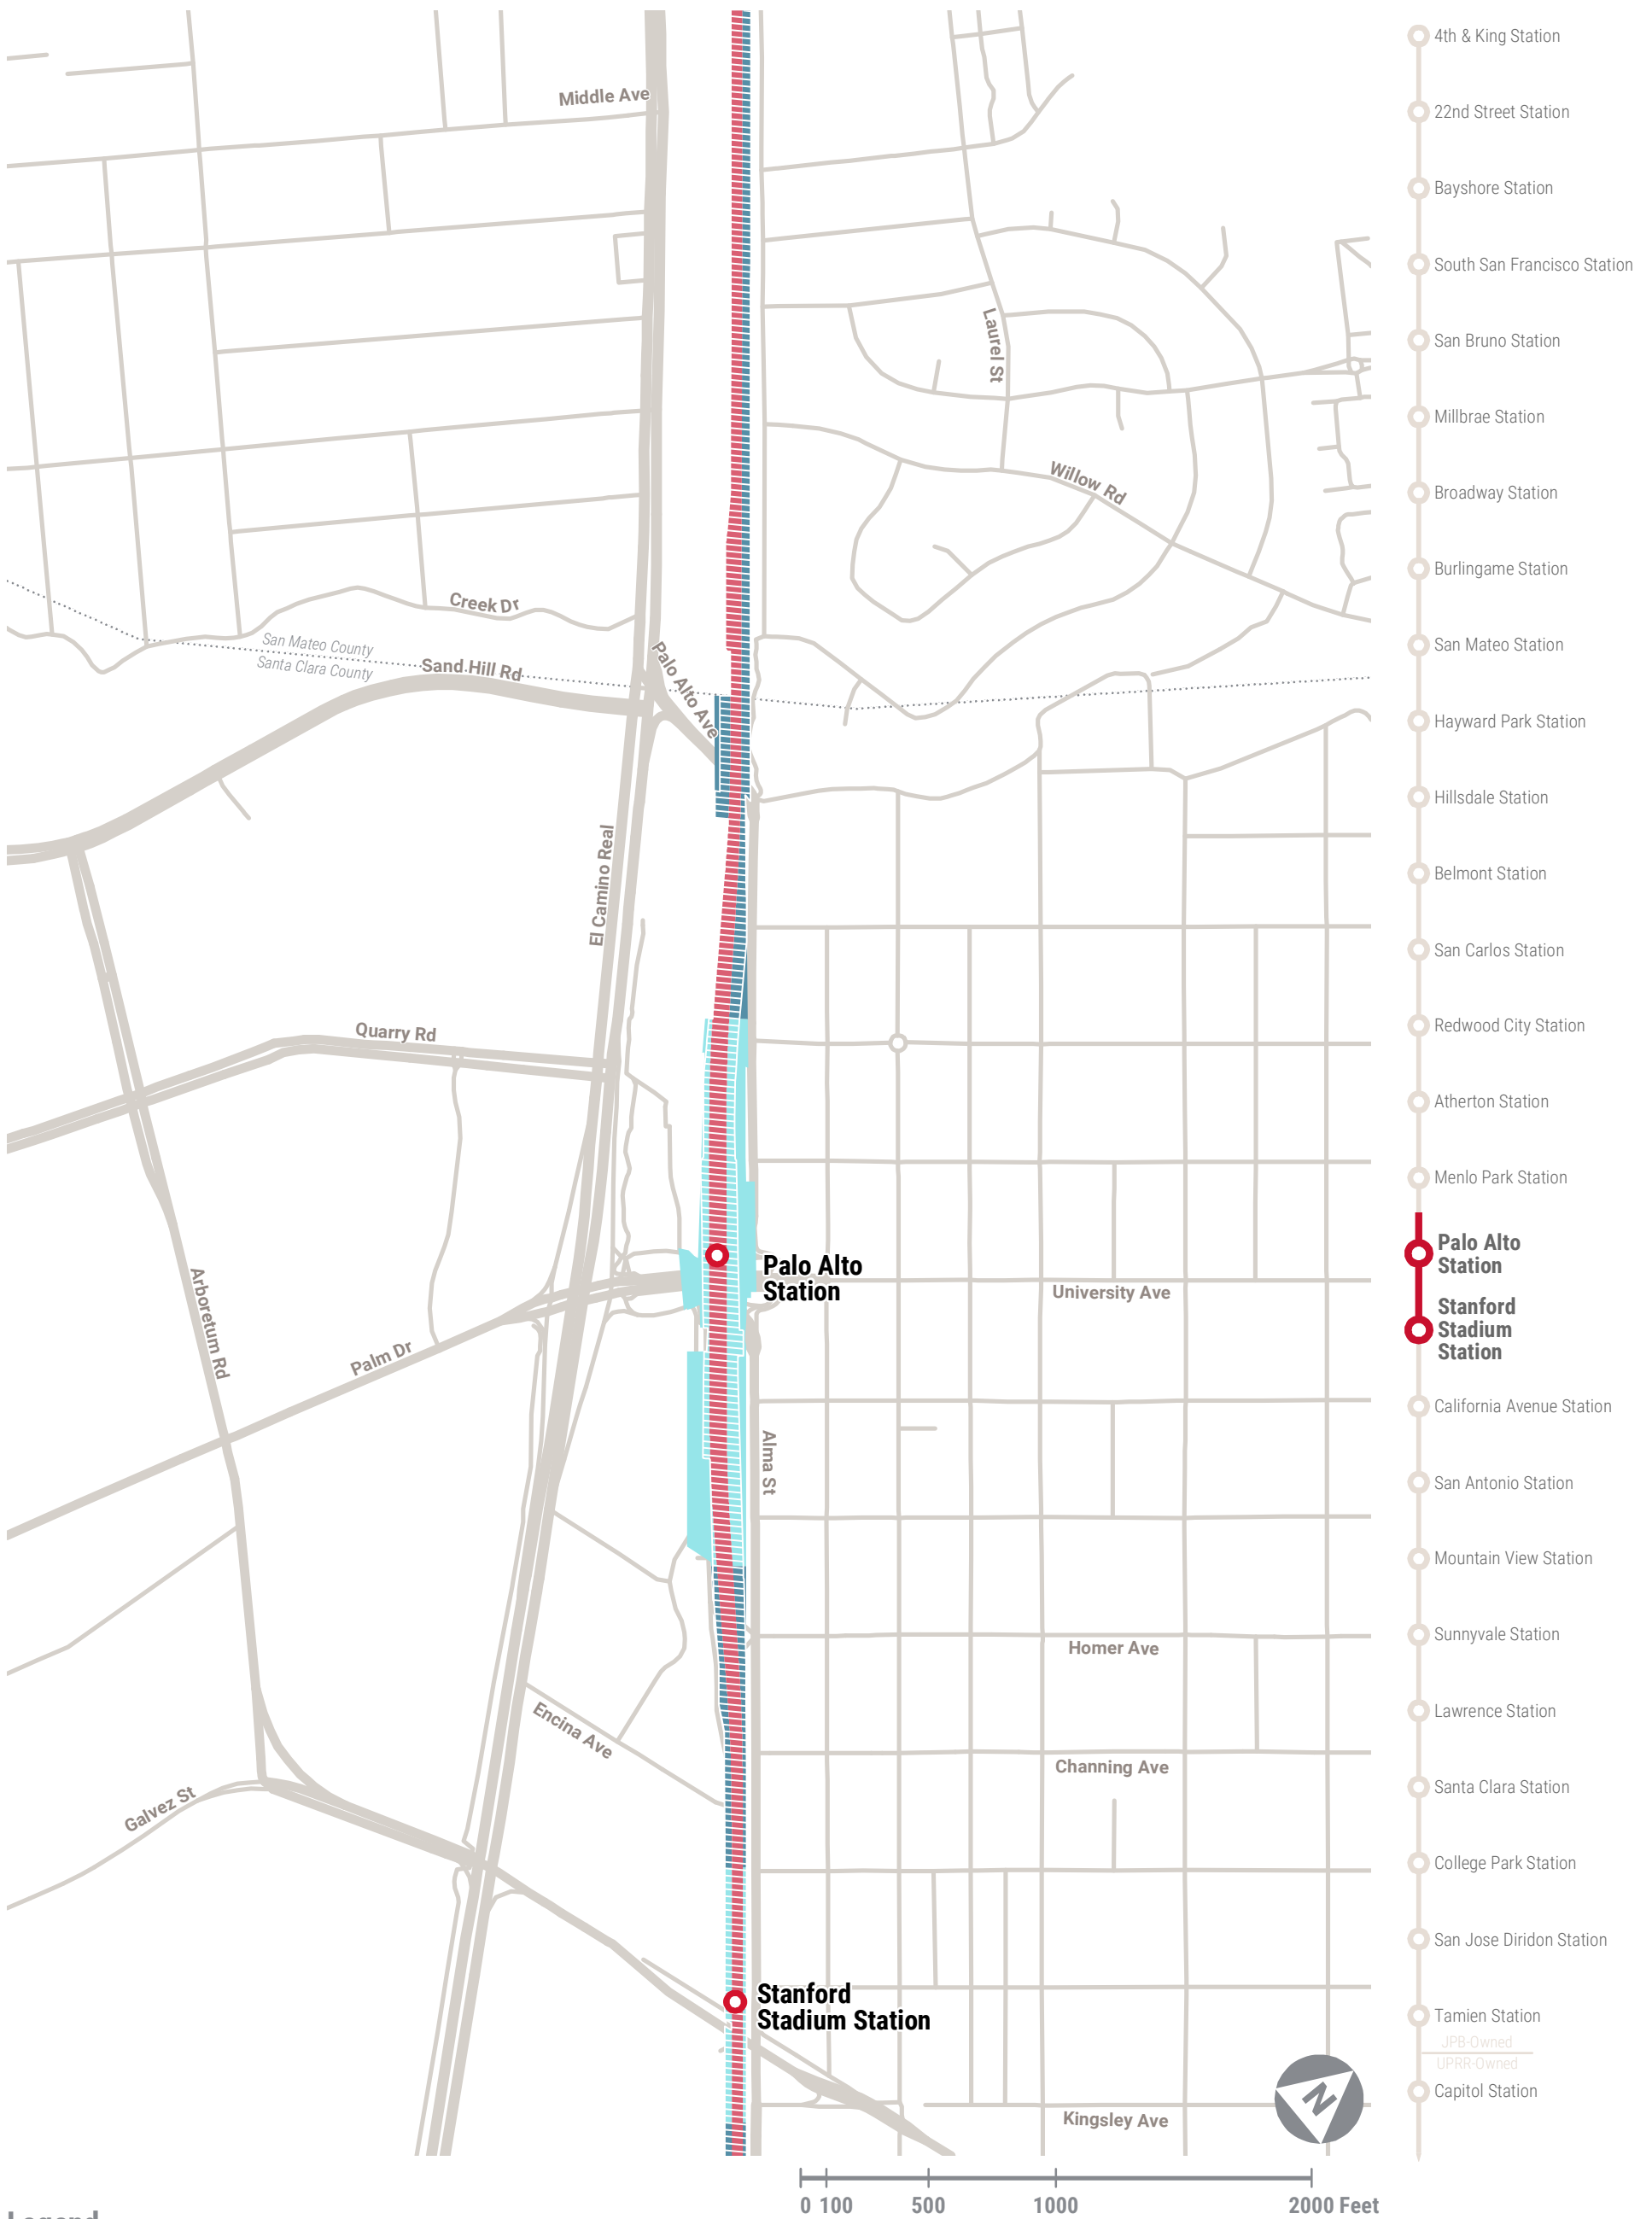 Middle Ave
Laurel St
Willow Rd
Creek Dr
San Mateo County
Santa Clara County
Sand Hill Rd
Palo Alto Ave
El Camino Real
Quarry Rd
Palo Alto
Station
University Ave
Arboretum Rd
Palm Dr
Alma St
Homer Ave
Encina Ave
Channing Ave
Galvez St
Stanford
Stadium Station
Kingsley Ave
N
0 100 500 1000 2000 Feet
Legend
4th & King Station
22nd Street Station
Bayshore Station
South San Francisco Station
San Bruno Station
Millbrae Station
Broadway Station
Burlingame Station
San Mateo Station
Hayward Park Station
Hillsdale Station
Belmont Station
San Carlos Station
Redwood City Station
Atherton Station
Menlo Park Station
Palo Alto
Station
Stanford
Stadium
Station
California Avenue Station
San Antonio Station
Mountain View Station
Sunnyvale Station
Lawrence Station
Santa Clara Station
College Park Station
San Jose Diridon Station
Tamien Station
JPB-Owned
UPRR-Owned
Capitol Station